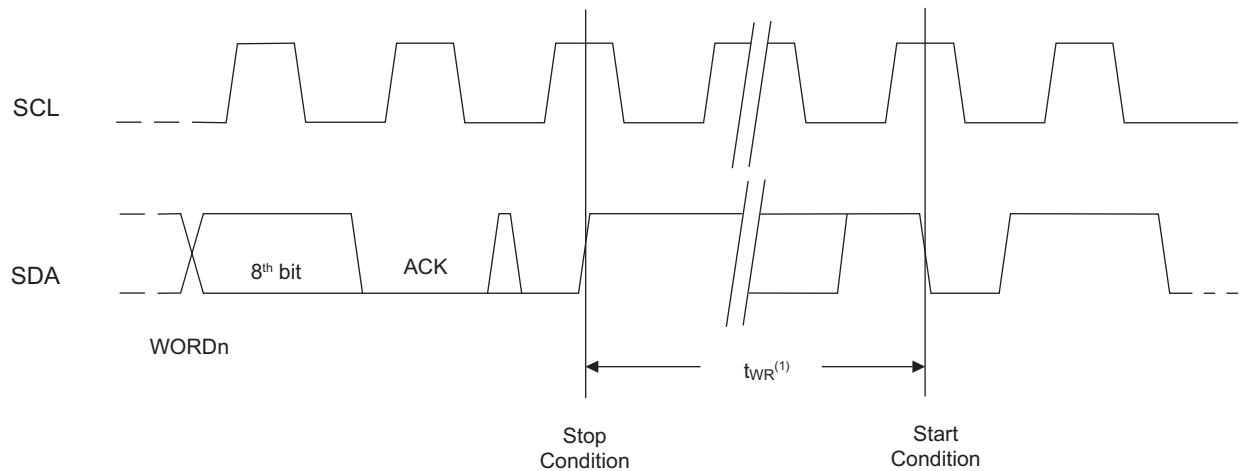 SCL
SDA
8th bit
ACK
WORDn
tWR(1)
Stop
Condition
Start
Condition